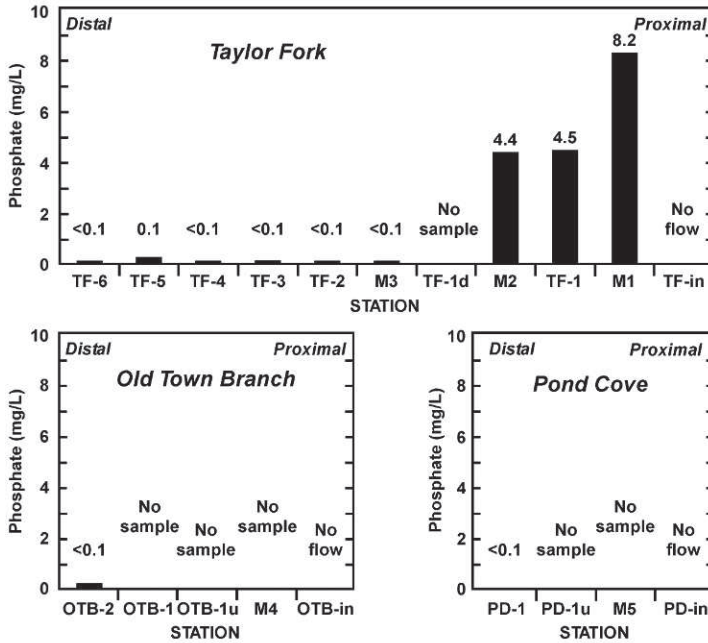 Distal
Proximal
Taylor Fork
Phosphate (mg/L)
10
8
6
4
2
0
<0.1
0.1
<0.1
<0.1
<0.1
<0.1
No
sample
4.4
4.5
8.2
No
flow
TF-6
TF-5
TF-4
TF-3
TF-2
M3
TF-1d
M2
TF-1
M1
TF-in
STATION
Distal
Proximal
Old Town Branch
Phosphate (mg/L)
10
8
6
4
2
0
<0.1
No
sample
No
sample
No
sample
No
flow
OTB-2
OTB-1
OTB-1u
M4
OTB-in
STATION
Distal
Proximal
Pond Cove
Phosphate (mg/L)
10
8
6
4
2
0
<0.1
No
sample
No
sample
No
flow
PD-1
PD-1u
M5
PD-in
STATION